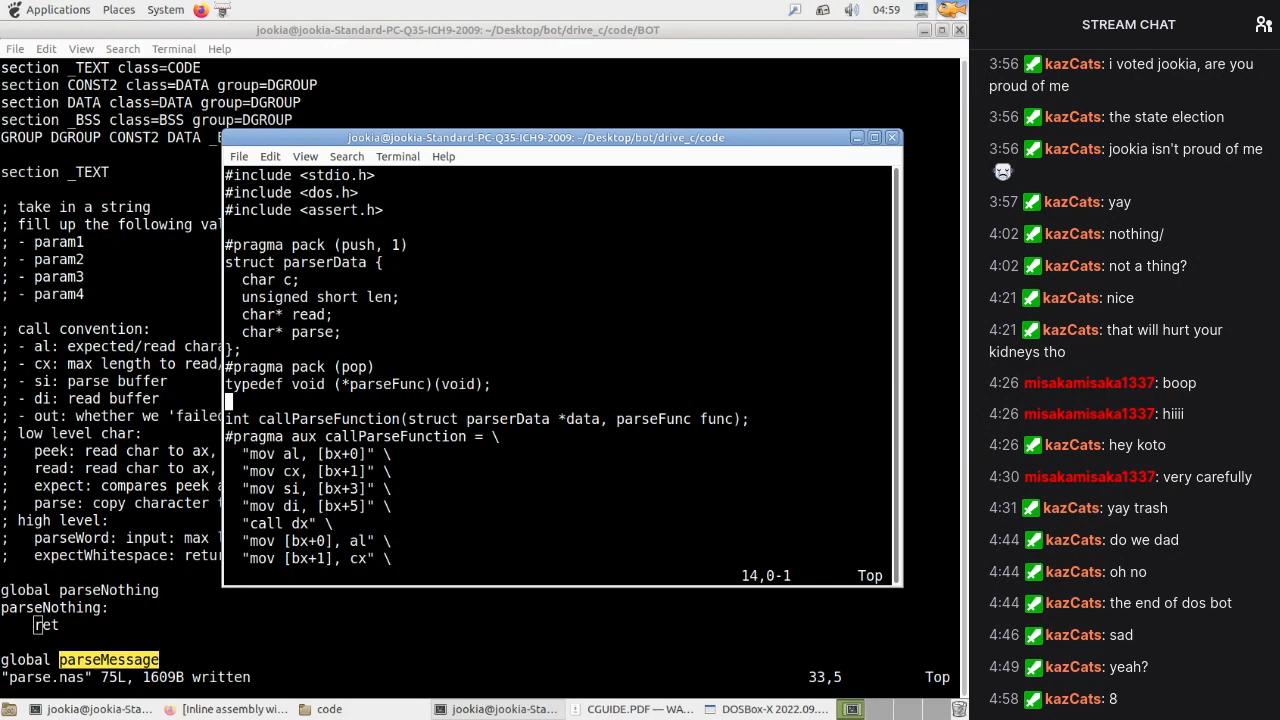 Applications Places System 04:59
jookia@jookia-Standard-PC-Q35-ICH9-2009: ~/Desktop/bot/drive_c/code/BOT
File Edit View Search Terminal Help
section _TEXT class=CODE
section CONST2 class=DATA group=DGROUP
section DATA class=DATA group=DGROUP
section _BSS class=BSS group=DGROUP
GROUP DGROUP CONST2 DATA _B
section _TEXT
; take in a string
; fill up the following val
; - param1
; - param2
; - param3
; - param4
; call convention:
; - al: expected/read chara
; - cx: max length to read/
; - si: parse buffer
; - di: read buffer
; - out: whether we 'failed
; low level char:
;   peek: read char to ax,
;   read: read char to ax,
;   expect: compares peek a
;   parse: copy character t
; high level:
;   parseWord: input: max l
;   expectWhitespace: retur
global parseNothing
parseNothing:
    ret
global parseMessage
"parse.nas" 75L, 1609B written 33,5 Top
jookia@jookia-Standard-PC-Q35-ICH9-2009: ~/Desktop/bot/drive_c/code
File Edit View Search Terminal Help
#include <stdio.h>
#include <dos.h>
#include <assert.h>
#pragma pack (push, 1)
struct parserData {
  char c;
  unsigned short len;
  char* read;
  char* parse;
};
#pragma pack (pop)
typedef void (*parseFunc)(void);
int callParseFunction(struct parserData *data, parseFunc func);
#pragma aux callParseFunction = \
  "mov al, [bx+0]" \
  "mov cx, [bx+1]" \
  "mov si, [bx+3]" \
  "mov di, [bx+5]" \
  "call dx" \
  "mov [bx+0], al" \
  "mov [bx+1], cx" \
14,0-1 Top
jookia@jookia-Sta... [Inline assembly wi... code jookia@jookia-Sta... CGUIDE.PDF — WA... DOSBox-X 2022.09....
STREAM CHAT
3:56 kazCats: i voted jookia, are you
proud of me
3:56 kazCats: the state election
3:56 kazCats: jookia isn't proud of me
3:57 kazCats: yay
4:02 kazCats: nothing/
4:02 kazCats: not a thing?
4:21 kazCats: nice
4:21 kazCats: that will hurt your
kidneys tho
4:26 misakamisaka1337: boop
4:26 misakamisaka1337: hiiii
4:26 kazCats: hey koto
4:30 misakamisaka1337: very carefully
4:31 kazCats: yay trash
4:44 kazCats: do we dad
4:44 kazCats: oh no
4:44 kazCats: the end of dos bot
4:46 kazCats: sad
4:49 kazCats: yeah?
4:58 kazCats: 8